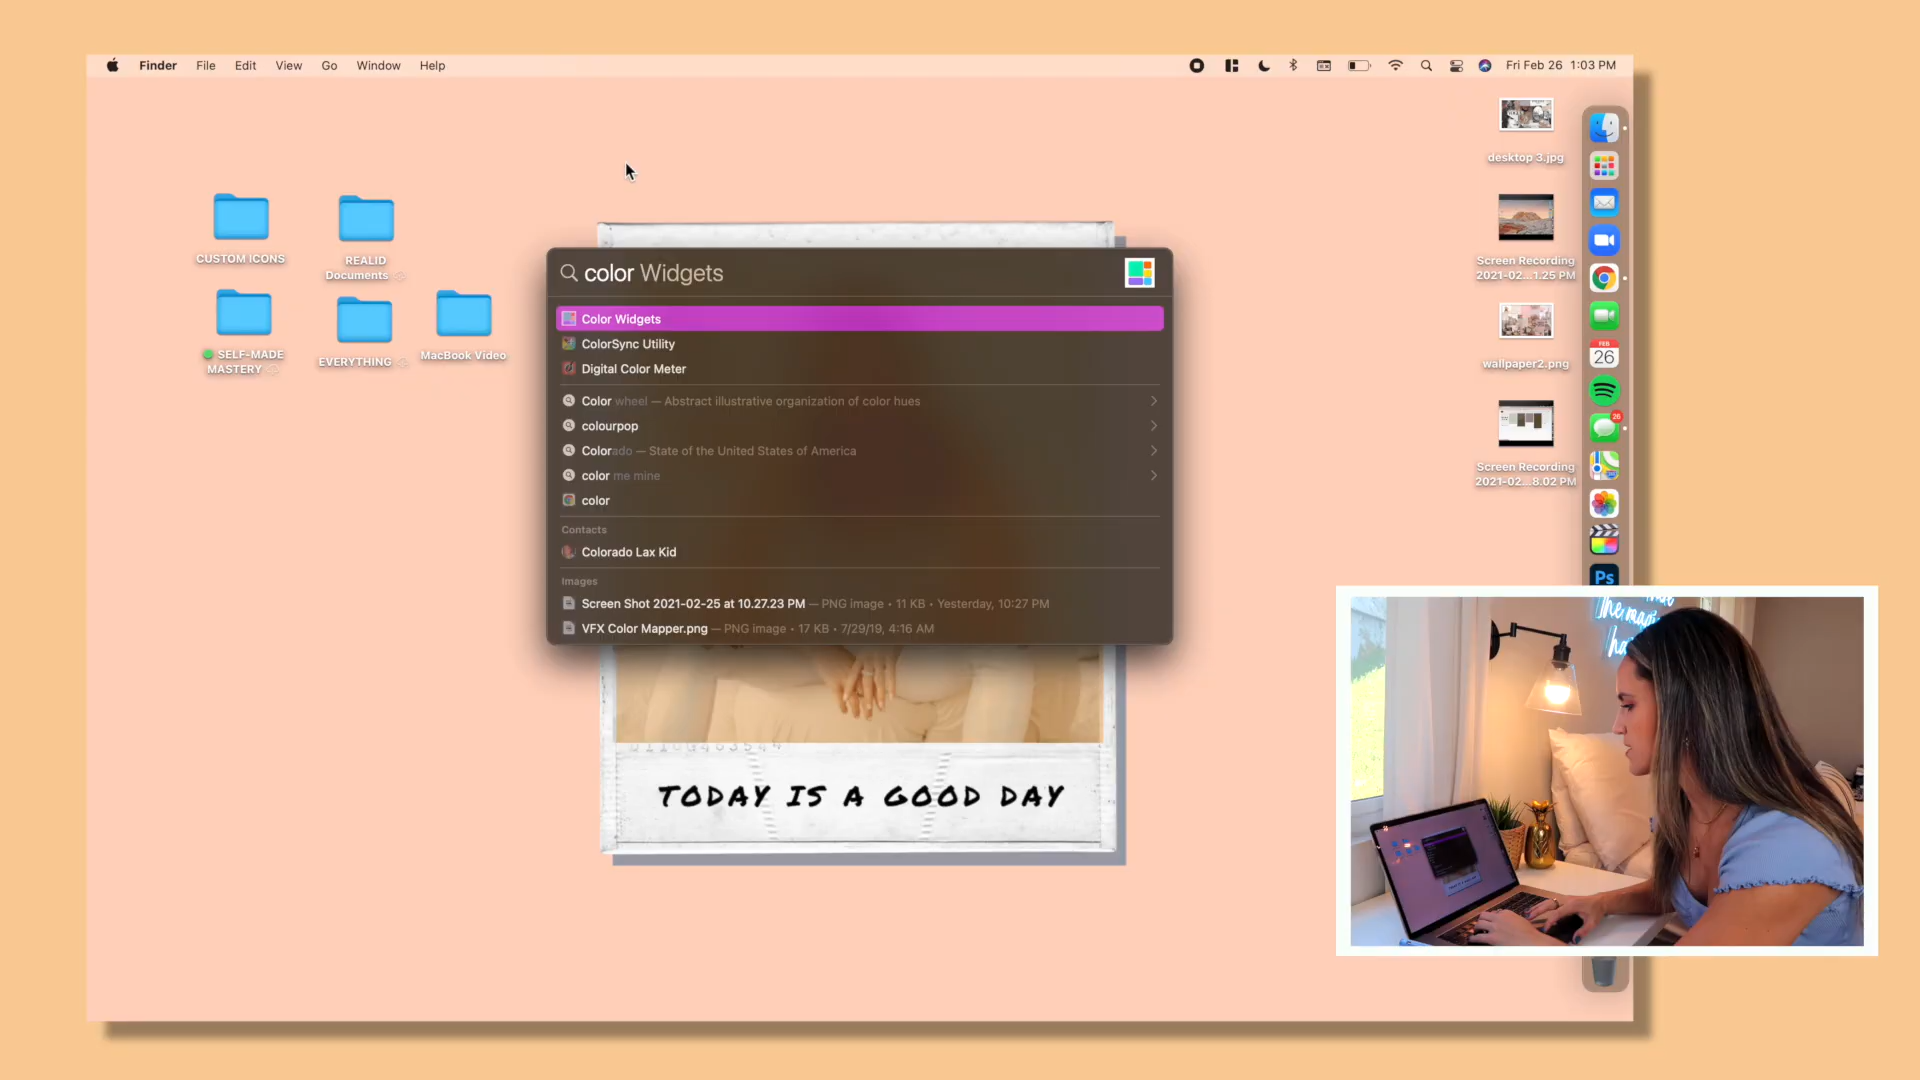 Finder File Edit View Go Window Help
Fri Feb 26 1:03 PM
CUSTOM ICONS
REALID
Documents
SELF-MADE
MASTERY
EVERYTHING
MacBook Video
color Widgets
Color Widgets
ColorSync Utility
Digital Color Meter
Color wheel — Abstract illustrative organization of color hues
colourpop
Colorado — State of the United States of America
color me mine
color
Contacts
Colorado Lax Kid
Images
Screen Shot 2021-02-25 at 10.27.23 PM — PNG image • 11 KB • Yesterday, 10:27 PM
VFX Color Mapper.png — PNG image • 17 KB • 7/29/19, 4:16 AM
TODAY IS A GOOD DAY
desktop 3.jpg
Screen Recording
2021-02...1.25 PM
wallpaper2.png
Screen Recording
2021-02...8.02 PM
FEB
26
26
Ps